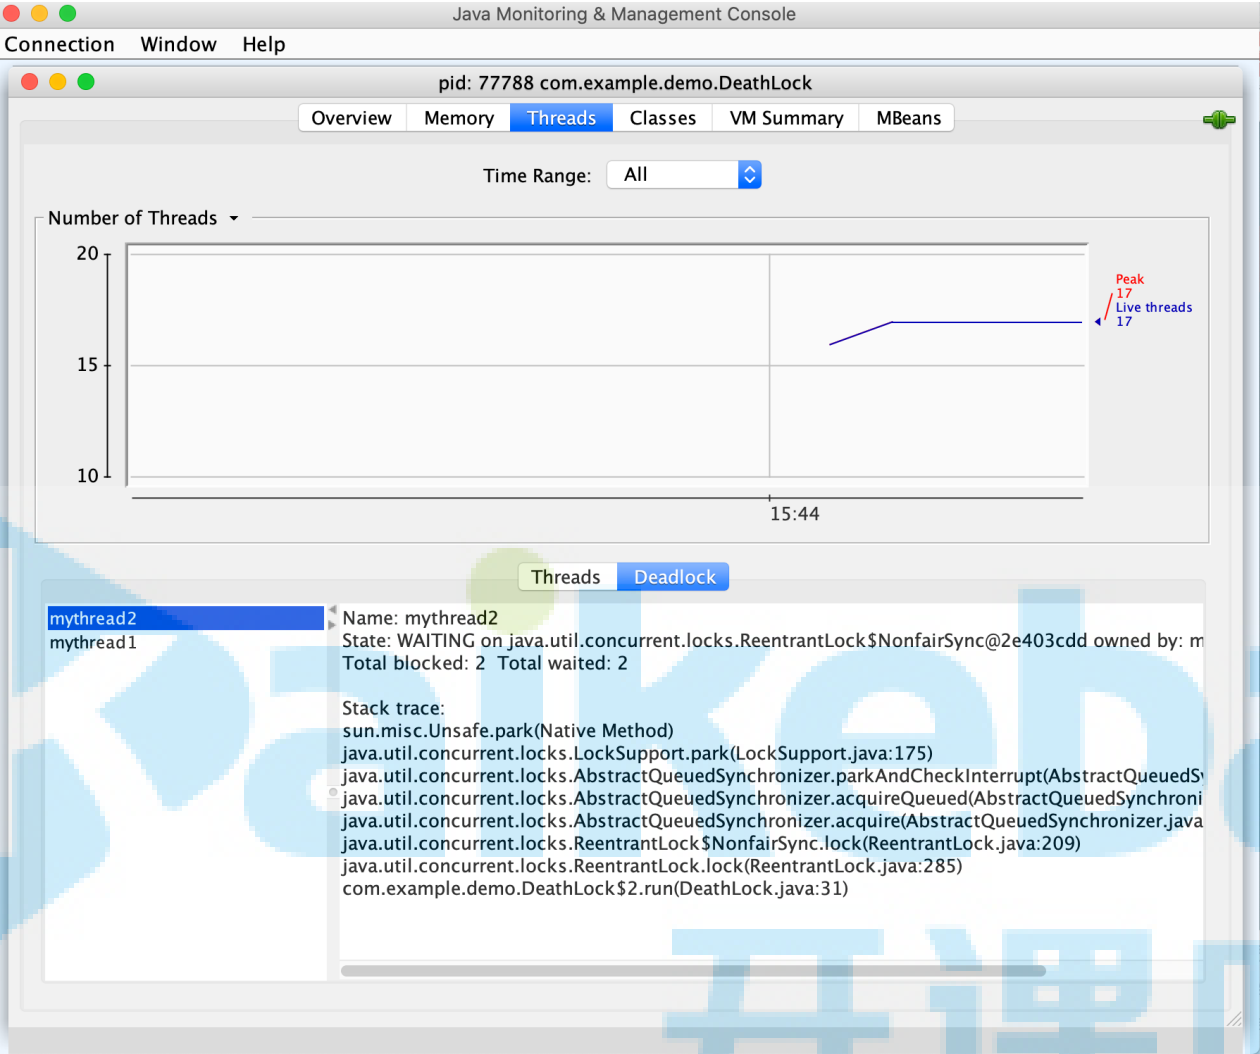 Java Monitoring & Management Console
Connection Window Help
pid: 77788 com.example.demo.DeathLock
Overview Memory Threads Classes VM Summary MBeans
Time Range: All
Number of Threads
20
15
10
Peak
17
Live threads
17
15:44
Threads Deadlock
mythread2
mythread1
Name: mythread2
State: WAITING on java.util.concurrent.locks.ReentrantLock$NonfairSync@2e403cdd owned by: m
Total blocked: 2 Total waited: 2
Stack trace:
sun.misc.Unsafe.park(Native Method)
java.util.concurrent.locks.LockSupport.park(LockSupport.java:175)
java.util.concurrent.locks.AbstractQueuedSynchronizer.parkAndCheckInterrupt(AbstractQueuedSy
java.util.concurrent.locks.AbstractQueuedSynchronizer.acquireQueued(AbstractQueuedSynchroni
java.util.concurrent.locks.AbstractQueuedSynchronizer.acquire(AbstractQueuedSynchronizer.java
java.util.concurrent.locks.ReentrantLock$NonfairSync.lock(ReentrantLock.java:209)
java.util.concurrent.locks.ReentrantLock.lock(ReentrantLock.java:285)
com.example.demo.DeathLock$2.run(DeathLock.java:31)
aikeba
开课